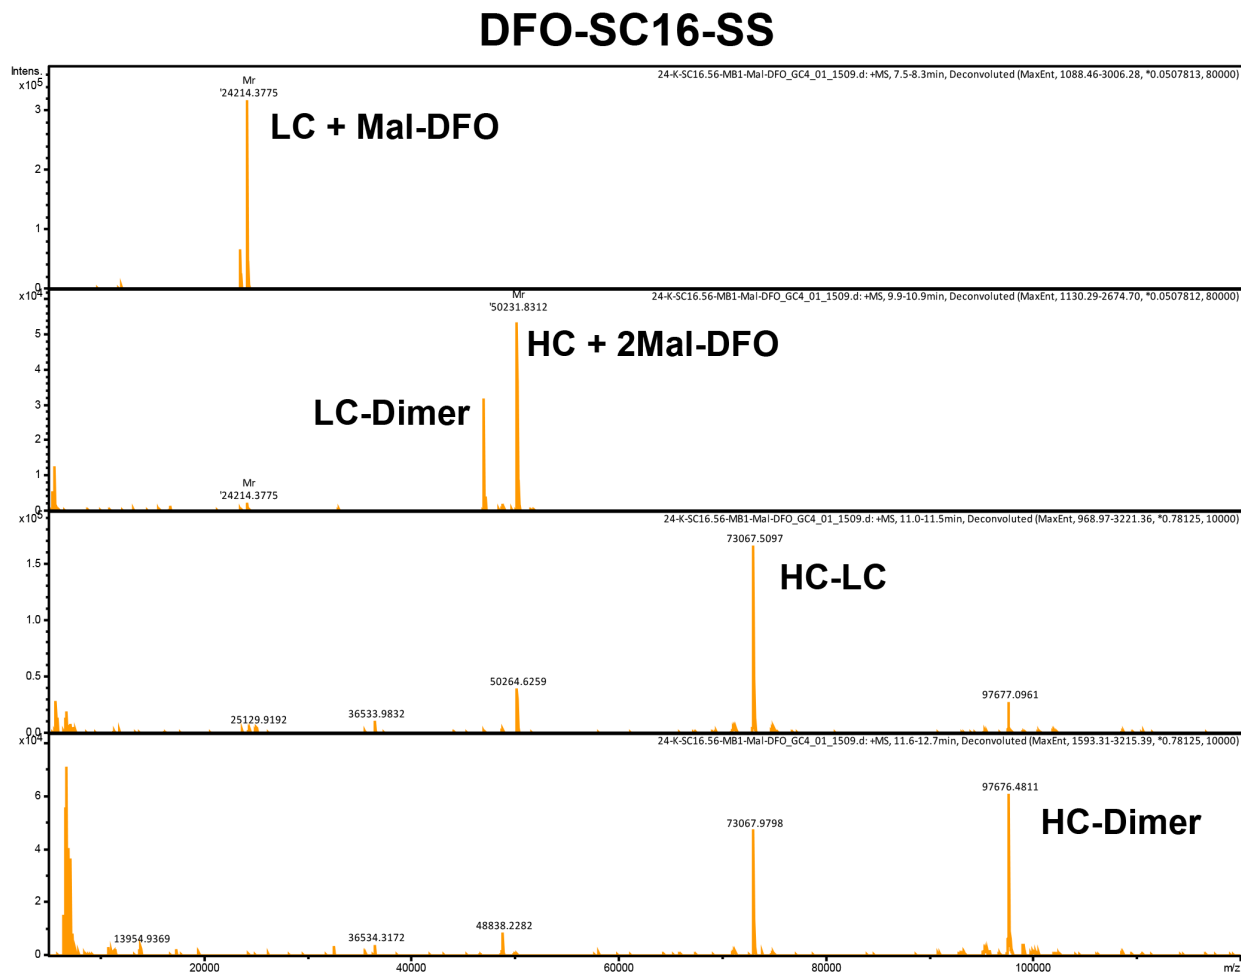 DFO-SC16-SS
Intens.
x10⁵
24-K-SC16.56-MB1-Mal-DFO_GC4_01_1509.d: +MS, 7.5-8.3min, Deconvoluted (MaxEnt, 1088.46-3006.28, *0.0507813, 80000)
Mr
'24214.3775
LC + Mal-DFO
3
2
1
0
x10⁴
24-K-SC16.56-MB1-Mal-DFO_GC4_01_1509.d: +MS, 9.9-10.9min, Deconvoluted (MaxEnt, 1130.29-2674.70, *0.0507812, 80000)
Mr
'50231.8312
HC + 2Mal-DFO
LC-Dimer
Mr
'24214.3775
5
4
3
2
1
0
x10⁵
24-K-SC16.56-MB1-Mal-DFO_GC4_01_1509.d: +MS, 11.0-11.5min, Deconvoluted (MaxEnt, 968.97-3221.36, *0.78125, 10000)
73067.5097
HC-LC
50264.6259
97677.0961
36533.9832
25129.9192
1.5
1.0
0.5
0.0
x10⁴
24-K-SC16.56-MB1-Mal-DFO_GC4_01_1509.d: +MS, 11.6-12.7min, Deconvoluted (MaxEnt, 1593.31-3215.39, *0.78125, 10000)
97676.4811
HC-Dimer
73067.9798
48838.2282
36534.3172
13954.9369
6
4
2
0
20000 40000 60000 80000 100000 m/z